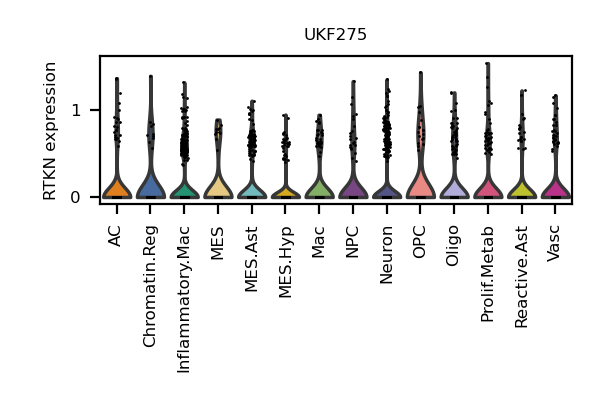 UKF275
RTKN expression
1
0
AC
Chromatin.Reg
Inflammatory.Mac
MES
MES.Ast
MES.Hyp
Mac
NPC
Neuron
OPC
Oligo
Prolif.Metab
Reactive.Ast
Vasc